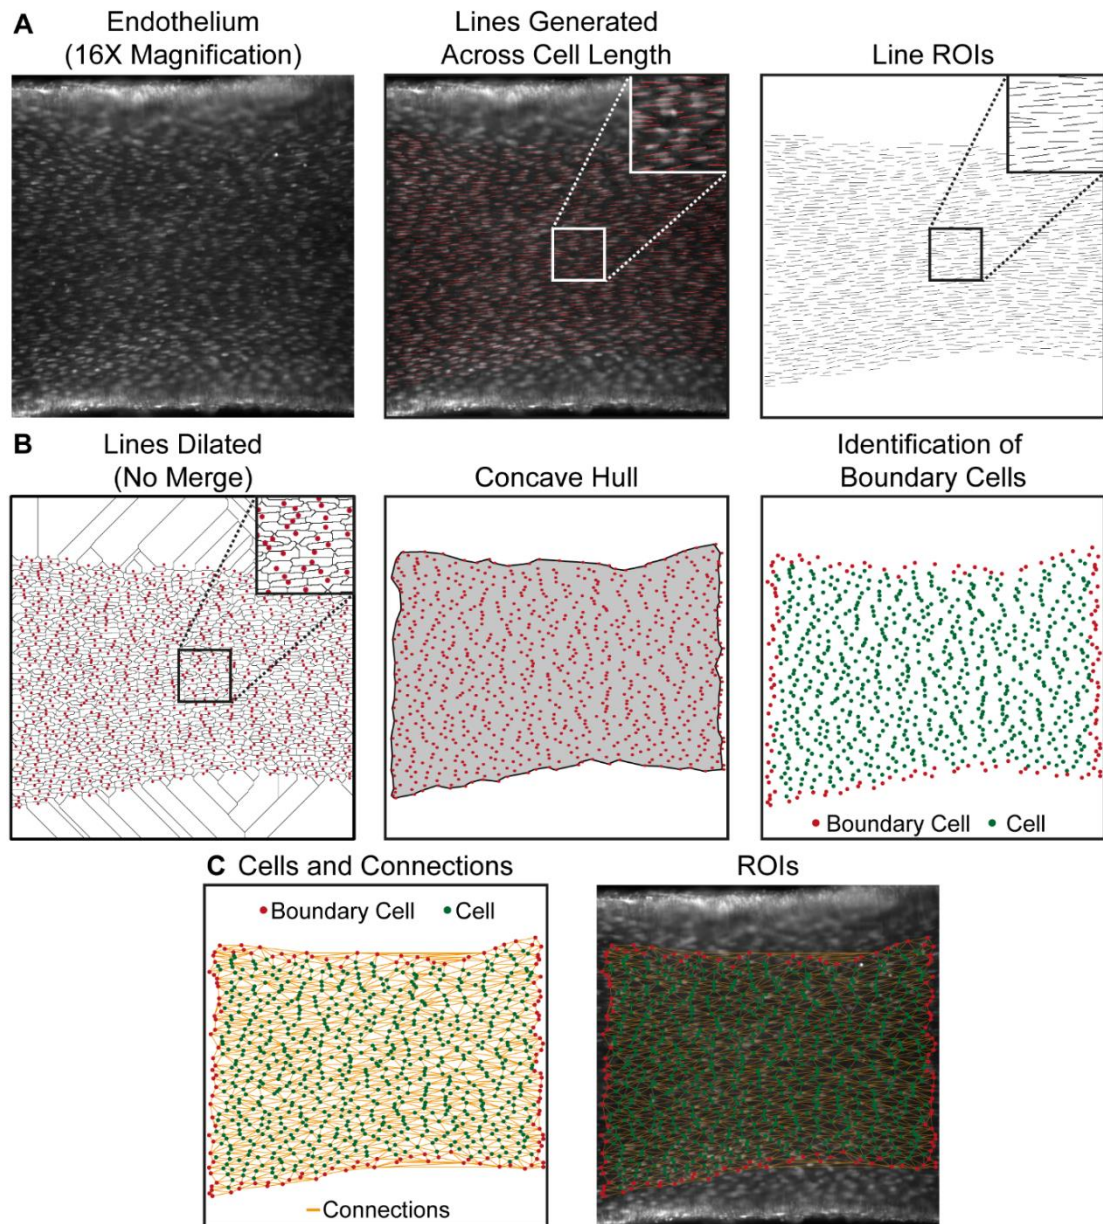 A
Endothelium
(16X Magnification)
Lines Generated
Across Cell Length
Line ROIs
B
Lines Dilated
(No Merge)
Concave Hull
Identification of
Boundary Cells
Boundary Cell
Cell
C Cells and Connections
Boundary Cell
Cell
Connections
ROIs